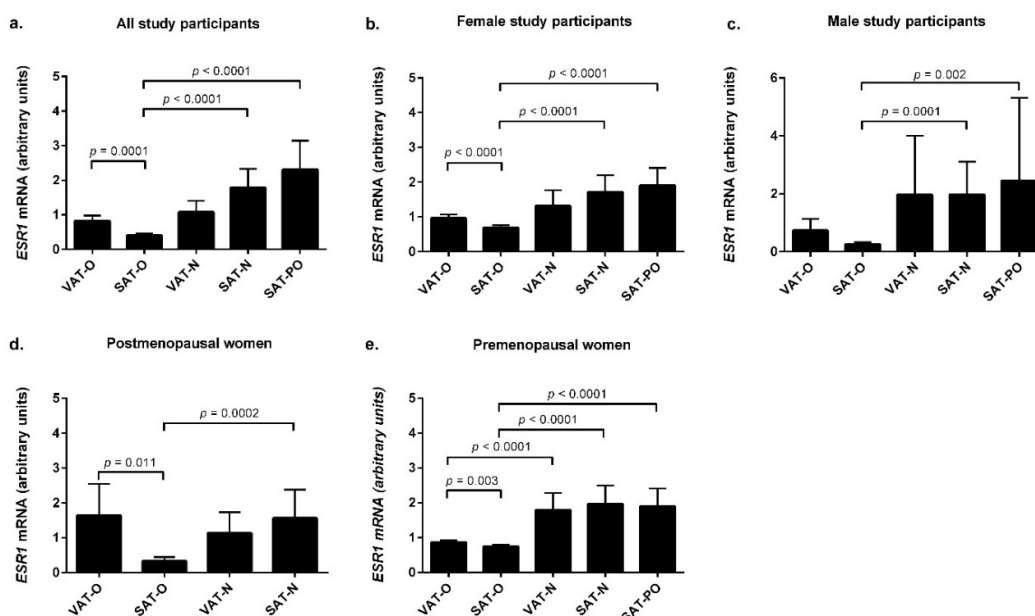 a. All study participants
ESR1 mRNA (arbitrary units)
5
4
3
2
1
0
p < 0.0001
p < 0.0001
p = 0.0001
VAT-O
SAT-O
VAT-N
SAT-N
SAT-PO
b. Female study participants
ESR1 mRNA (arbitrary units)
5
4
3
2
1
0
p < 0.0001
p < 0.0001
p < 0.0001
VAT-O
SAT-O
VAT-N
SAT-N
SAT-PO
c. Male study participants
ESR1 mRNA (arbitrary units)
6
4
2
0
p = 0.002
p = 0.0001
VAT-O
SAT-O
VAT-N
SAT-N
SAT-PO
d. Postmenopausal women
ESR1 mRNA (arbitrary units)
5
4
3
2
1
0
p = 0.0002
p = 0.011
VAT-O
SAT-O
VAT-N
SAT-N
e. Premenopausal women
ESR1 mRNA (arbitrary units)
5
4
3
2
1
0
p < 0.0001
p < 0.0001
p < 0.0001
p = 0.003
VAT-O
SAT-O
VAT-N
SAT-N
SAT-PO